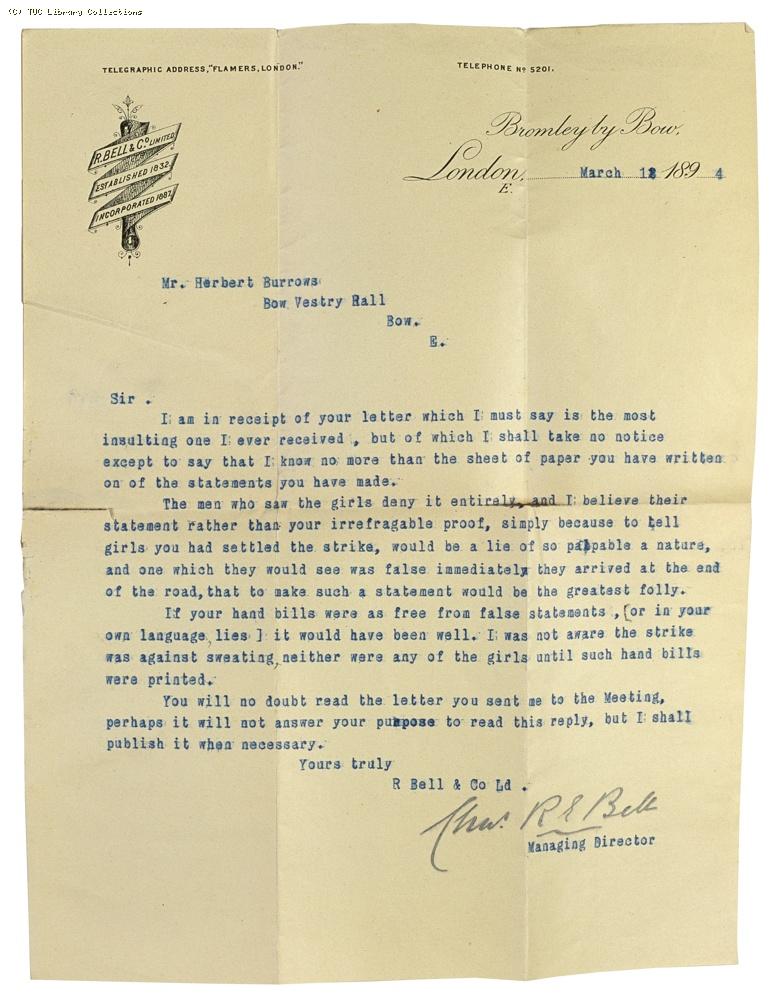 (C) TUC Library Collections
TELEGRAPHIC ADDRESS, "FLAMERS, LONDON."
TELEPHONE No 5201.
R. BELL & Co LIMITED
ESTABLISHED 1832
INCORPORATED 1887
Bromley by Bow,
London, March 189 4
E.
Mr. Herbert Burrows
Bow Vestry Hall
Bow.
E.
Sir .
I am in receipt of your letter which I must say is the most
insulting one I ever received , but of which I shall take no notice
except to say that I know no more than the sheet of paper you have written
on of the statements you have made.
The men who saw the girls deny it entirely, and I believe their
statement rather than your irrefragable proof, simply because to tell
girls you had settled the strike, would be a lie of so palpable a nature,
and one which they would see was false immediately they arrived at the end
of the road, that to make such a statement would be the greatest folly.
If your hand bills were as free from false statements , [or in your
own language, lies ] it would have been well. I was not aware the strike
was against sweating, neither were any of the girls until such hand bills
were printed.
You will no doubt read the letter you sent me to the Meeting,
perhaps it will not answer your purpose to read this reply, but I shall
publish it when necessary.
Yours truly
R Bell & Co Ld .
Chas. R E Bell
Managing Director